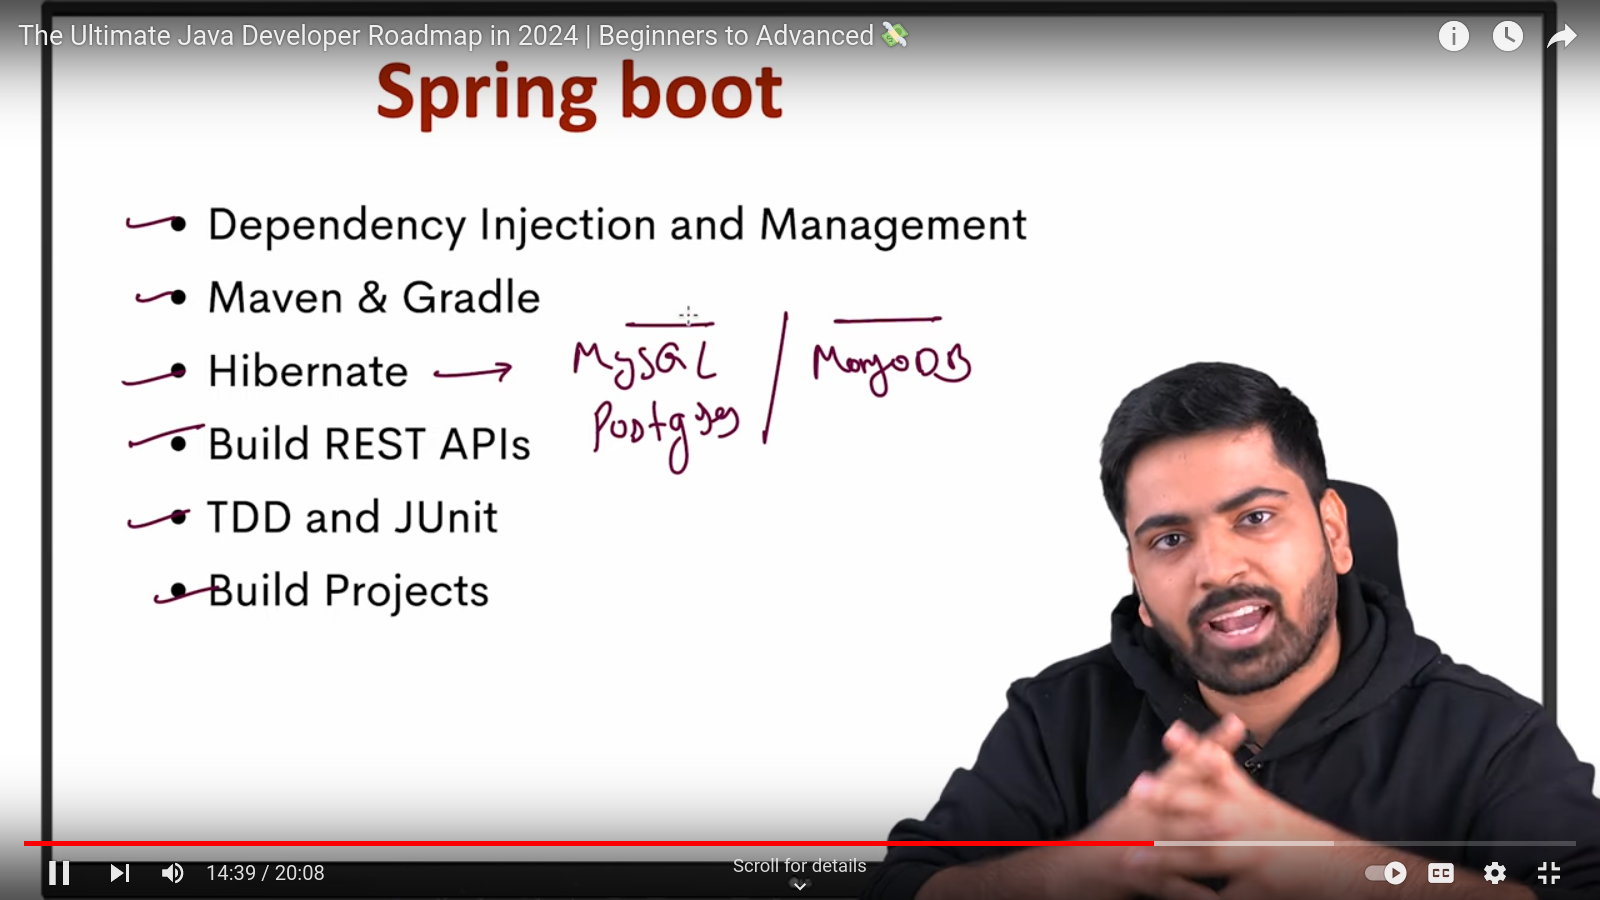 The Ultimate Java Developer Roadmap in 2024 | Beginners to Advanced 💸
Spring boot
Dependency Injection and Management
Maven & Gradle
Hibernate → MySQL / MongoDB
Postgres
Build REST APIs
TDD and JUnit
Build Projects
14:39 / 20:08
Scroll for details
CC